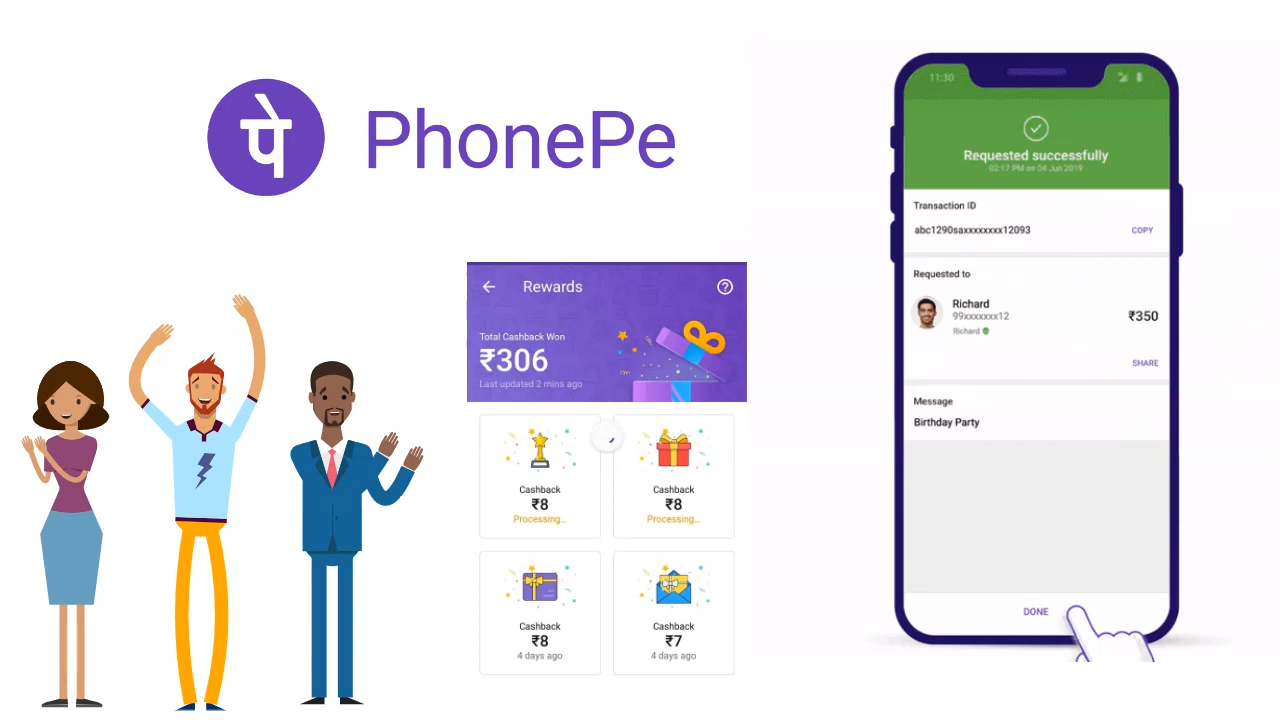 पे PhonePe
Rewards
Total Cashback Won
₹306
Last updated 2 mins ago
Cashback
₹8
Processing...
Cashback
₹8
Processing...
Cashback
₹8
4 days ago
Cashback
₹7
4 days ago
11:30
Requested successfully
02:17 PM on 04 Jun 2019
Transaction ID
abc1290saxxxxxxxx12093
COPY
Requested to
Richard
99xxxxxxx12
₹350
Richard
SHARE
Message
Birthday Party
DONE